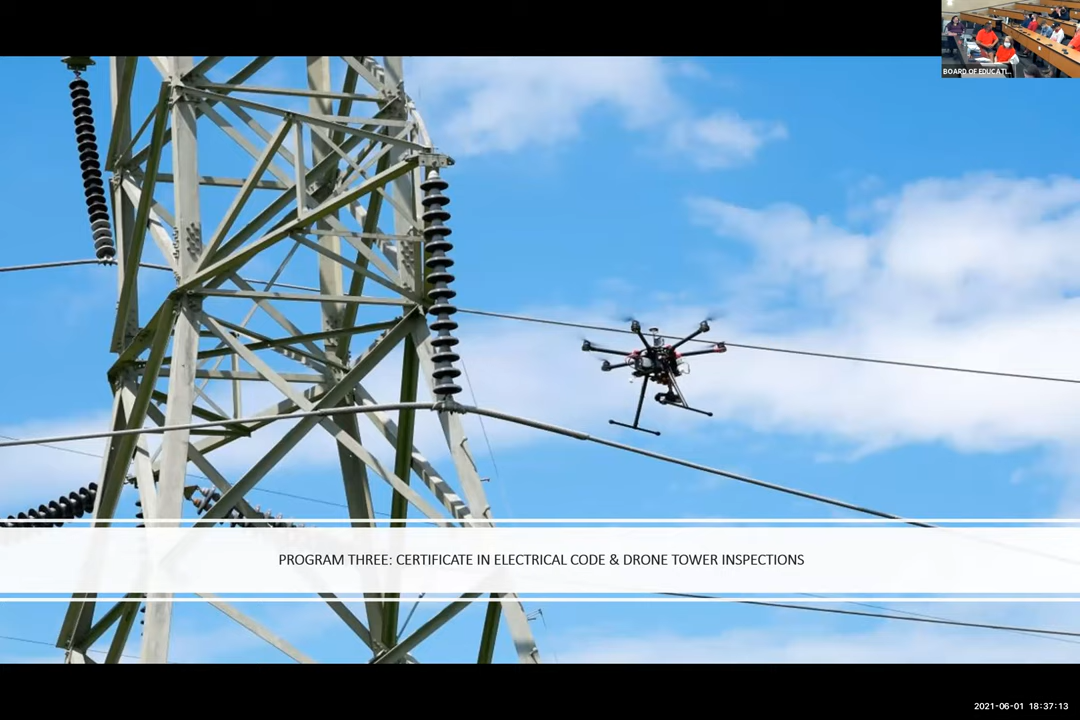 BOARD OF EDUCATI...
PROGRAM THREE: CERTIFICATE IN ELECTRICAL CODE & DRONE TOWER INSPECTIONS
2021-06-01 18:37:13